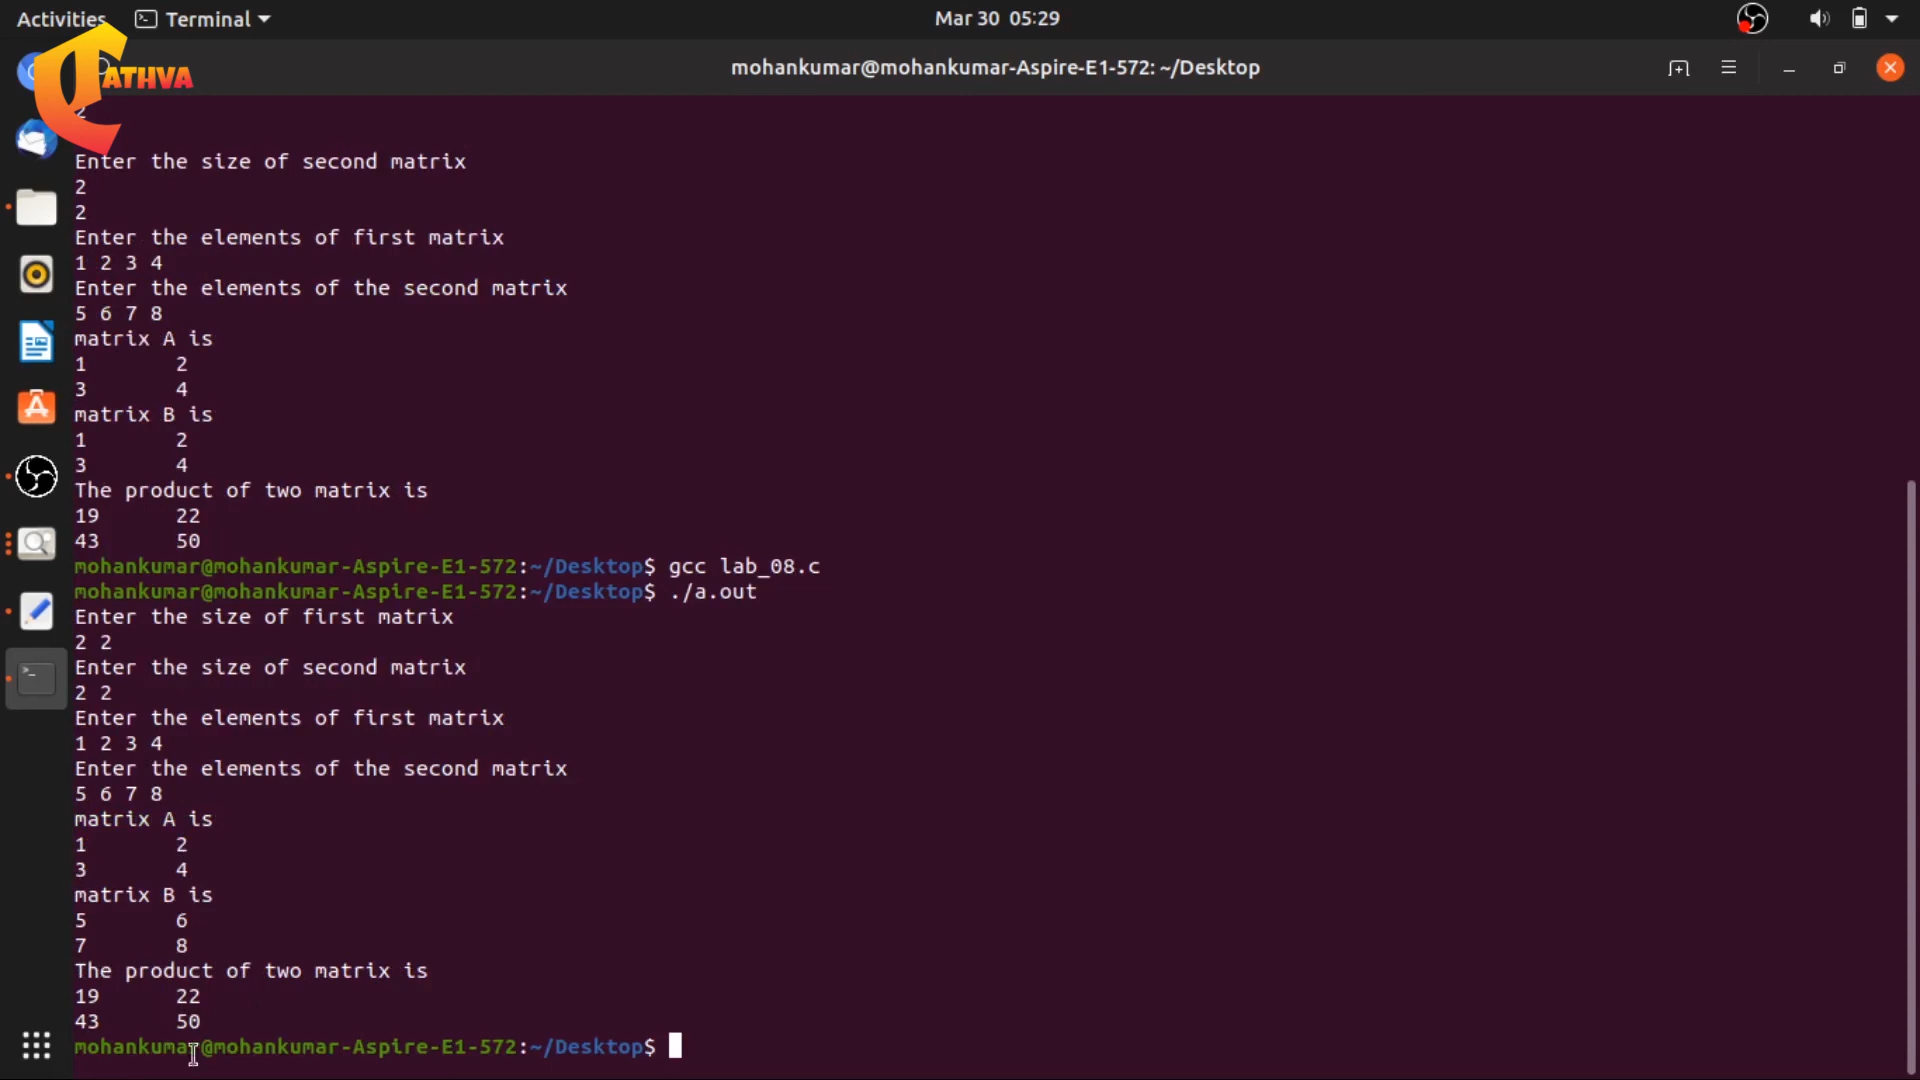 Activities Terminal Mar 30 05:29
mohankumar@mohankumar-Aspire-E1-572: ~/Desktop
CATHVA
2
Enter the size of second matrix
2
2
Enter the elements of first matrix
1 2 3 4
Enter the elements of the second matrix
5 6 7 8
matrix A is
1 2
3 4
matrix B is
1 2
3 4
The product of two matrix is
19 22
43 50
mohankumar@mohankumar-Aspire-E1-572:~/Desktop$ gcc lab_08.c
mohankumar@mohankumar-Aspire-E1-572:~/Desktop$ ./a.out
Enter the size of first matrix
2 2
Enter the size of second matrix
2 2
Enter the elements of first matrix
1 2 3 4
Enter the elements of the second matrix
5 6 7 8
matrix A is
1 2
3 4
matrix B is
5 6
7 8
The product of two matrix is
19 22
43 50
mohankumar@mohankumar-Aspire-E1-572:~/Desktop$